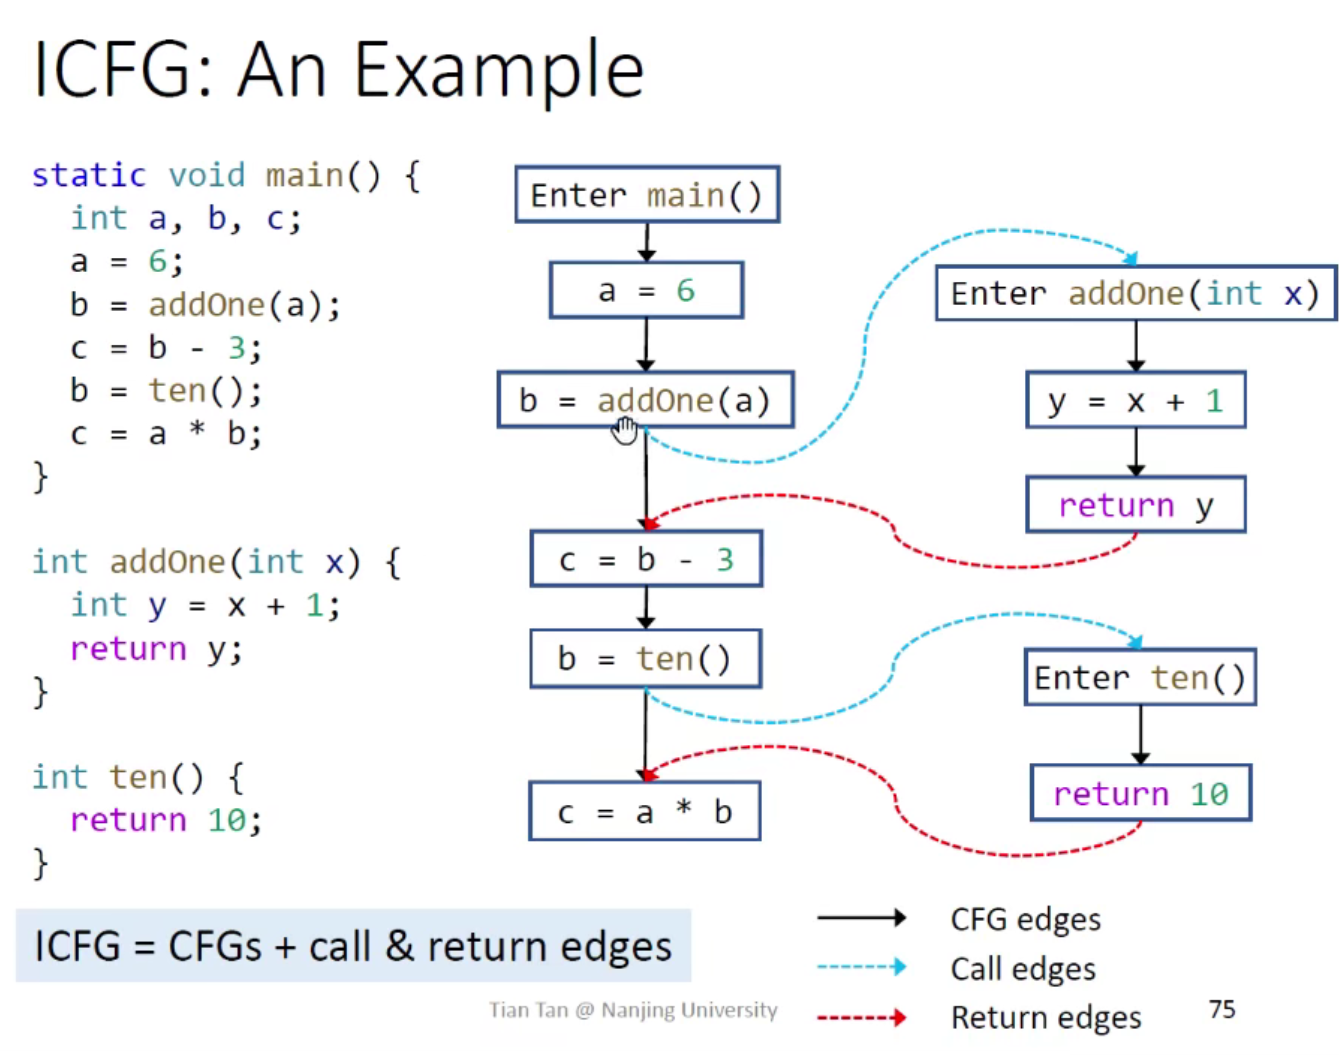 ICFG: An Example
static void main() {
  int a, b, c;
  a = 6;
  b = addOne(a);
  c = b - 3;
  b = ten();
  c = a * b;
}
int addOne(int x) {
  int y = x + 1;
  return y;
}
int ten() {
  return 10;
}
ICFG = CFGs + call & return edges
Enter main()
a = 6
b = addOne(a)
c = b - 3
b = ten()
c = a * b
Enter addOne(int x)
y = x + 1
return y
Enter ten()
return 10
CFG edges
Call edges
Return edges
Tian Tan @ Nanjing University
75